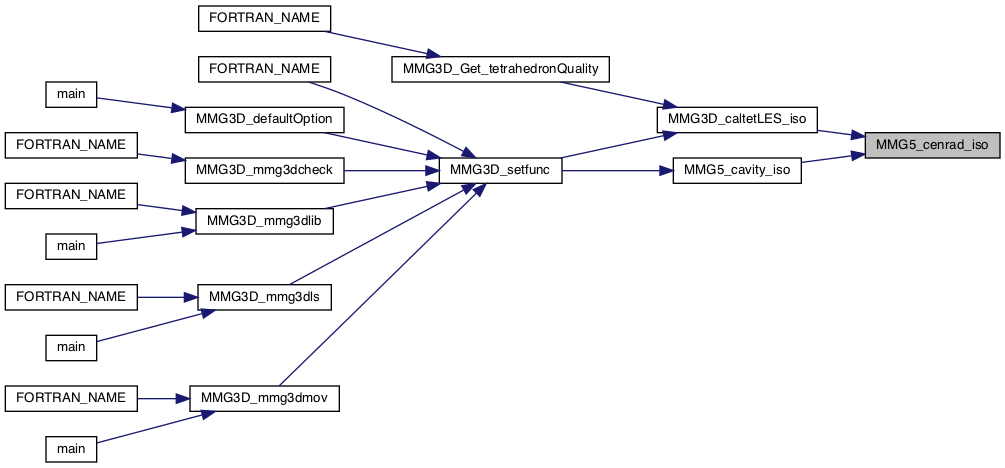 FORTRAN_NAME
FORTRAN_NAME
MMG3D_Get_tetrahedronQuality
main
MMG3D_defaultOption
MMG3D_caltetLES_iso
FORTRAN_NAME
MMG5_cenrad_iso
MMG3D_mmg3dcheck
MMG3D_setfunc
MMG5_cavity_iso
FORTRAN_NAME
MMG3D_mmg3dlib
main
FORTRAN_NAME
MMG3D_mmg3dls
main
FORTRAN_NAME
MMG3D_mmg3dmov
main